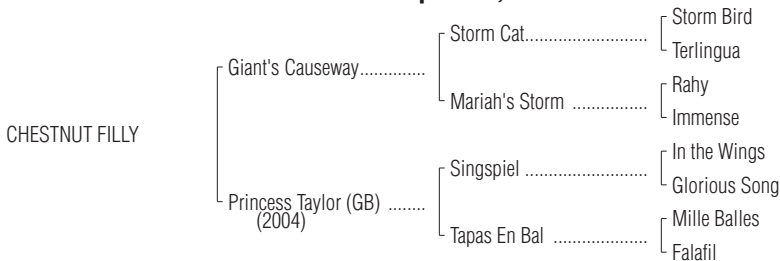 Storm Bird
Storm Cat............................
Terlingua
Giant's Causeway..............
Rahy
Mariah's Storm ................
Immense
CHESTNUT FILLY
In the Wings
Singspiel ..........................
Glorious Song
Princess Taylor (GB) ........
(2004)
Mille Balles
Tapas En Bal ....................
Falafil